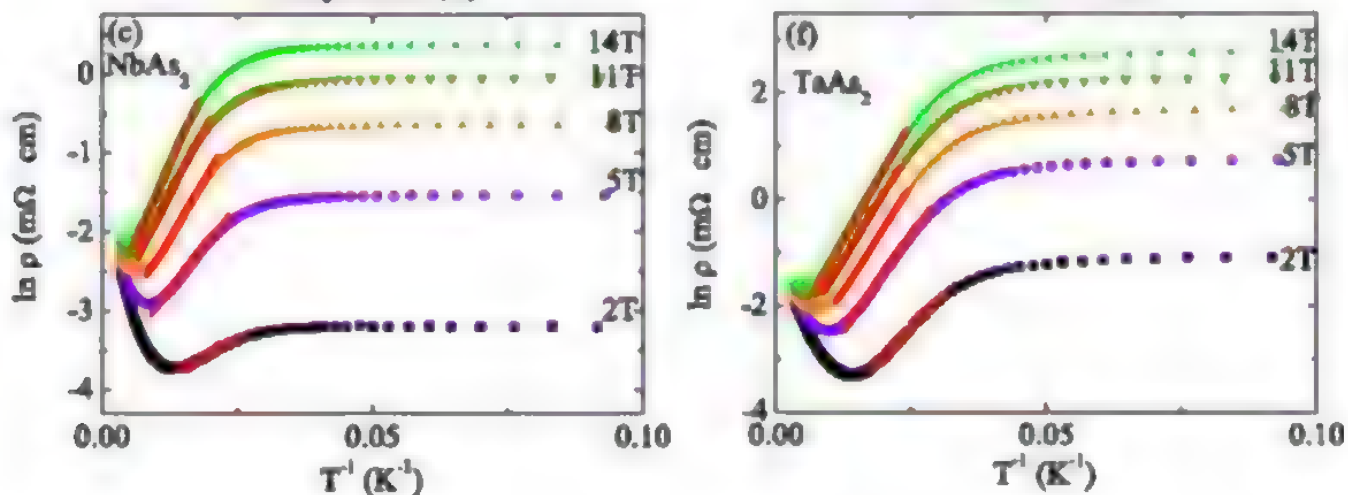 (c)
NbAs2
14T
11T
8T
5T
2T
0
-1
-2
-3
-4
0.00
0.05
0.10
ln ρ (mΩ cm)
T-1 (K-1)
(f)
TaAs2
14T
11T
8T
5T
2T
2
0
-2
-4
0.00
0.05
0.10
ln ρ (mΩ cm)
T-1 (K-1)